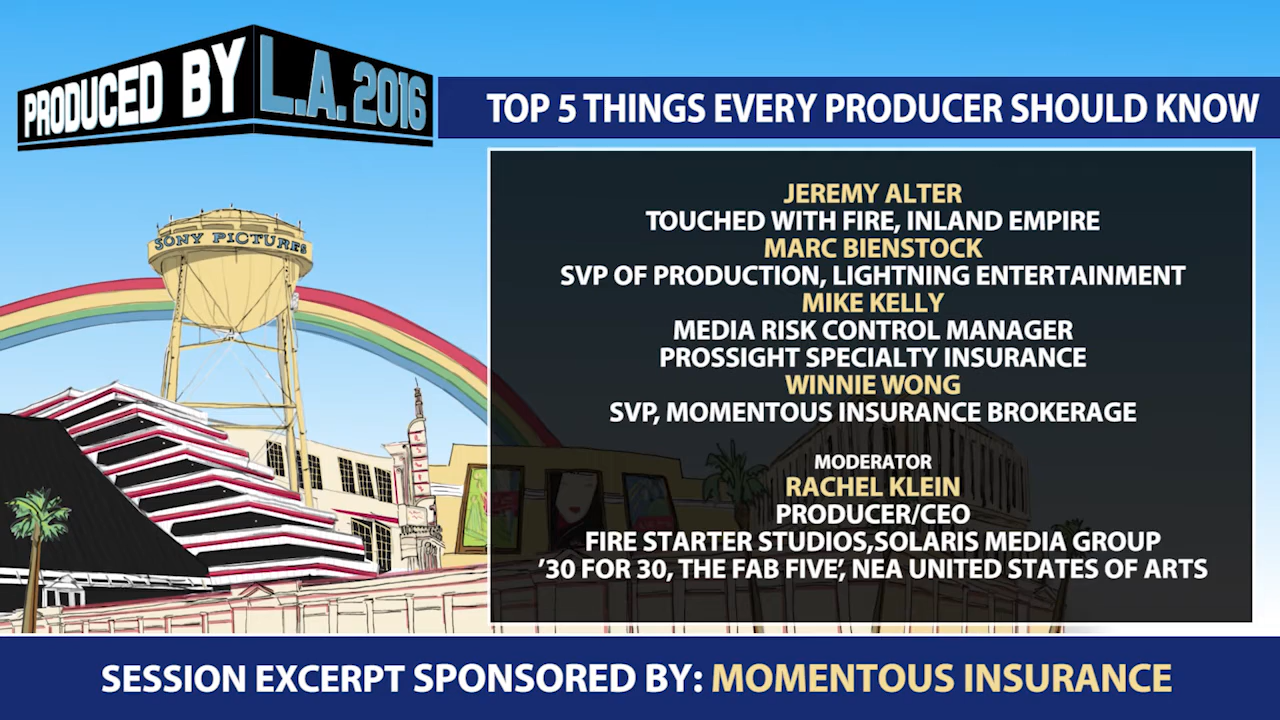 PRODUCED BY L.A. 2016
TOP 5 THINGS EVERY PRODUCER SHOULD KNOW
SONY PICTURES
JEREMY ALTER
TOUCHED WITH FIRE, INLAND EMPIRE
MARC BIENSTOCK
SVP OF PRODUCTION, LIGHTNING ENTERTAINMENT
MIKE KELLY
MEDIA RISK CONTROL MANAGER
PROSSIGHT SPECIALTY INSURANCE
WINNIE WONG
SVP, MOMENTOUS INSURANCE BROKERAGE
MODERATOR
RACHEL KLEIN
PRODUCER/CEO
FIRE STARTER STUDIOS,SOLARIS MEDIA GROUP
’30 FOR 30, THE FAB FIVE’, NEA UNITED STATES OF ARTS
SESSION EXCERPT SPONSORED BY: MOMENTOUS INSURANCE